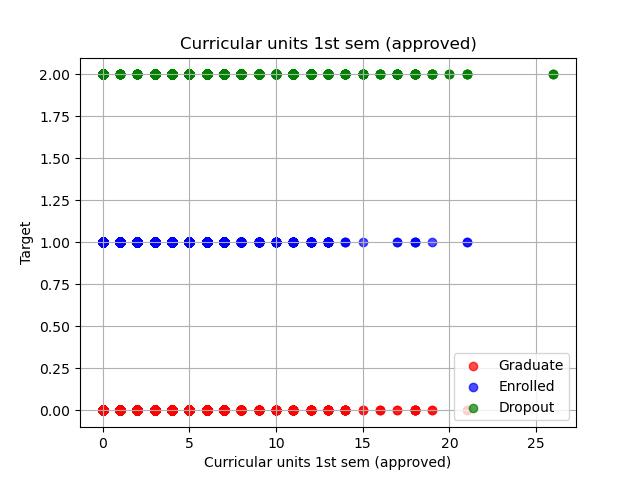 Curricular units 1st sem (approved)
2.00
1.75
1.50
1.25
1.00
0.75
0.50
0.25
0.00
Target
Graduate
Enrolled
Dropout
0 5 10 15 20 25
Curricular units 1st sem (approved)